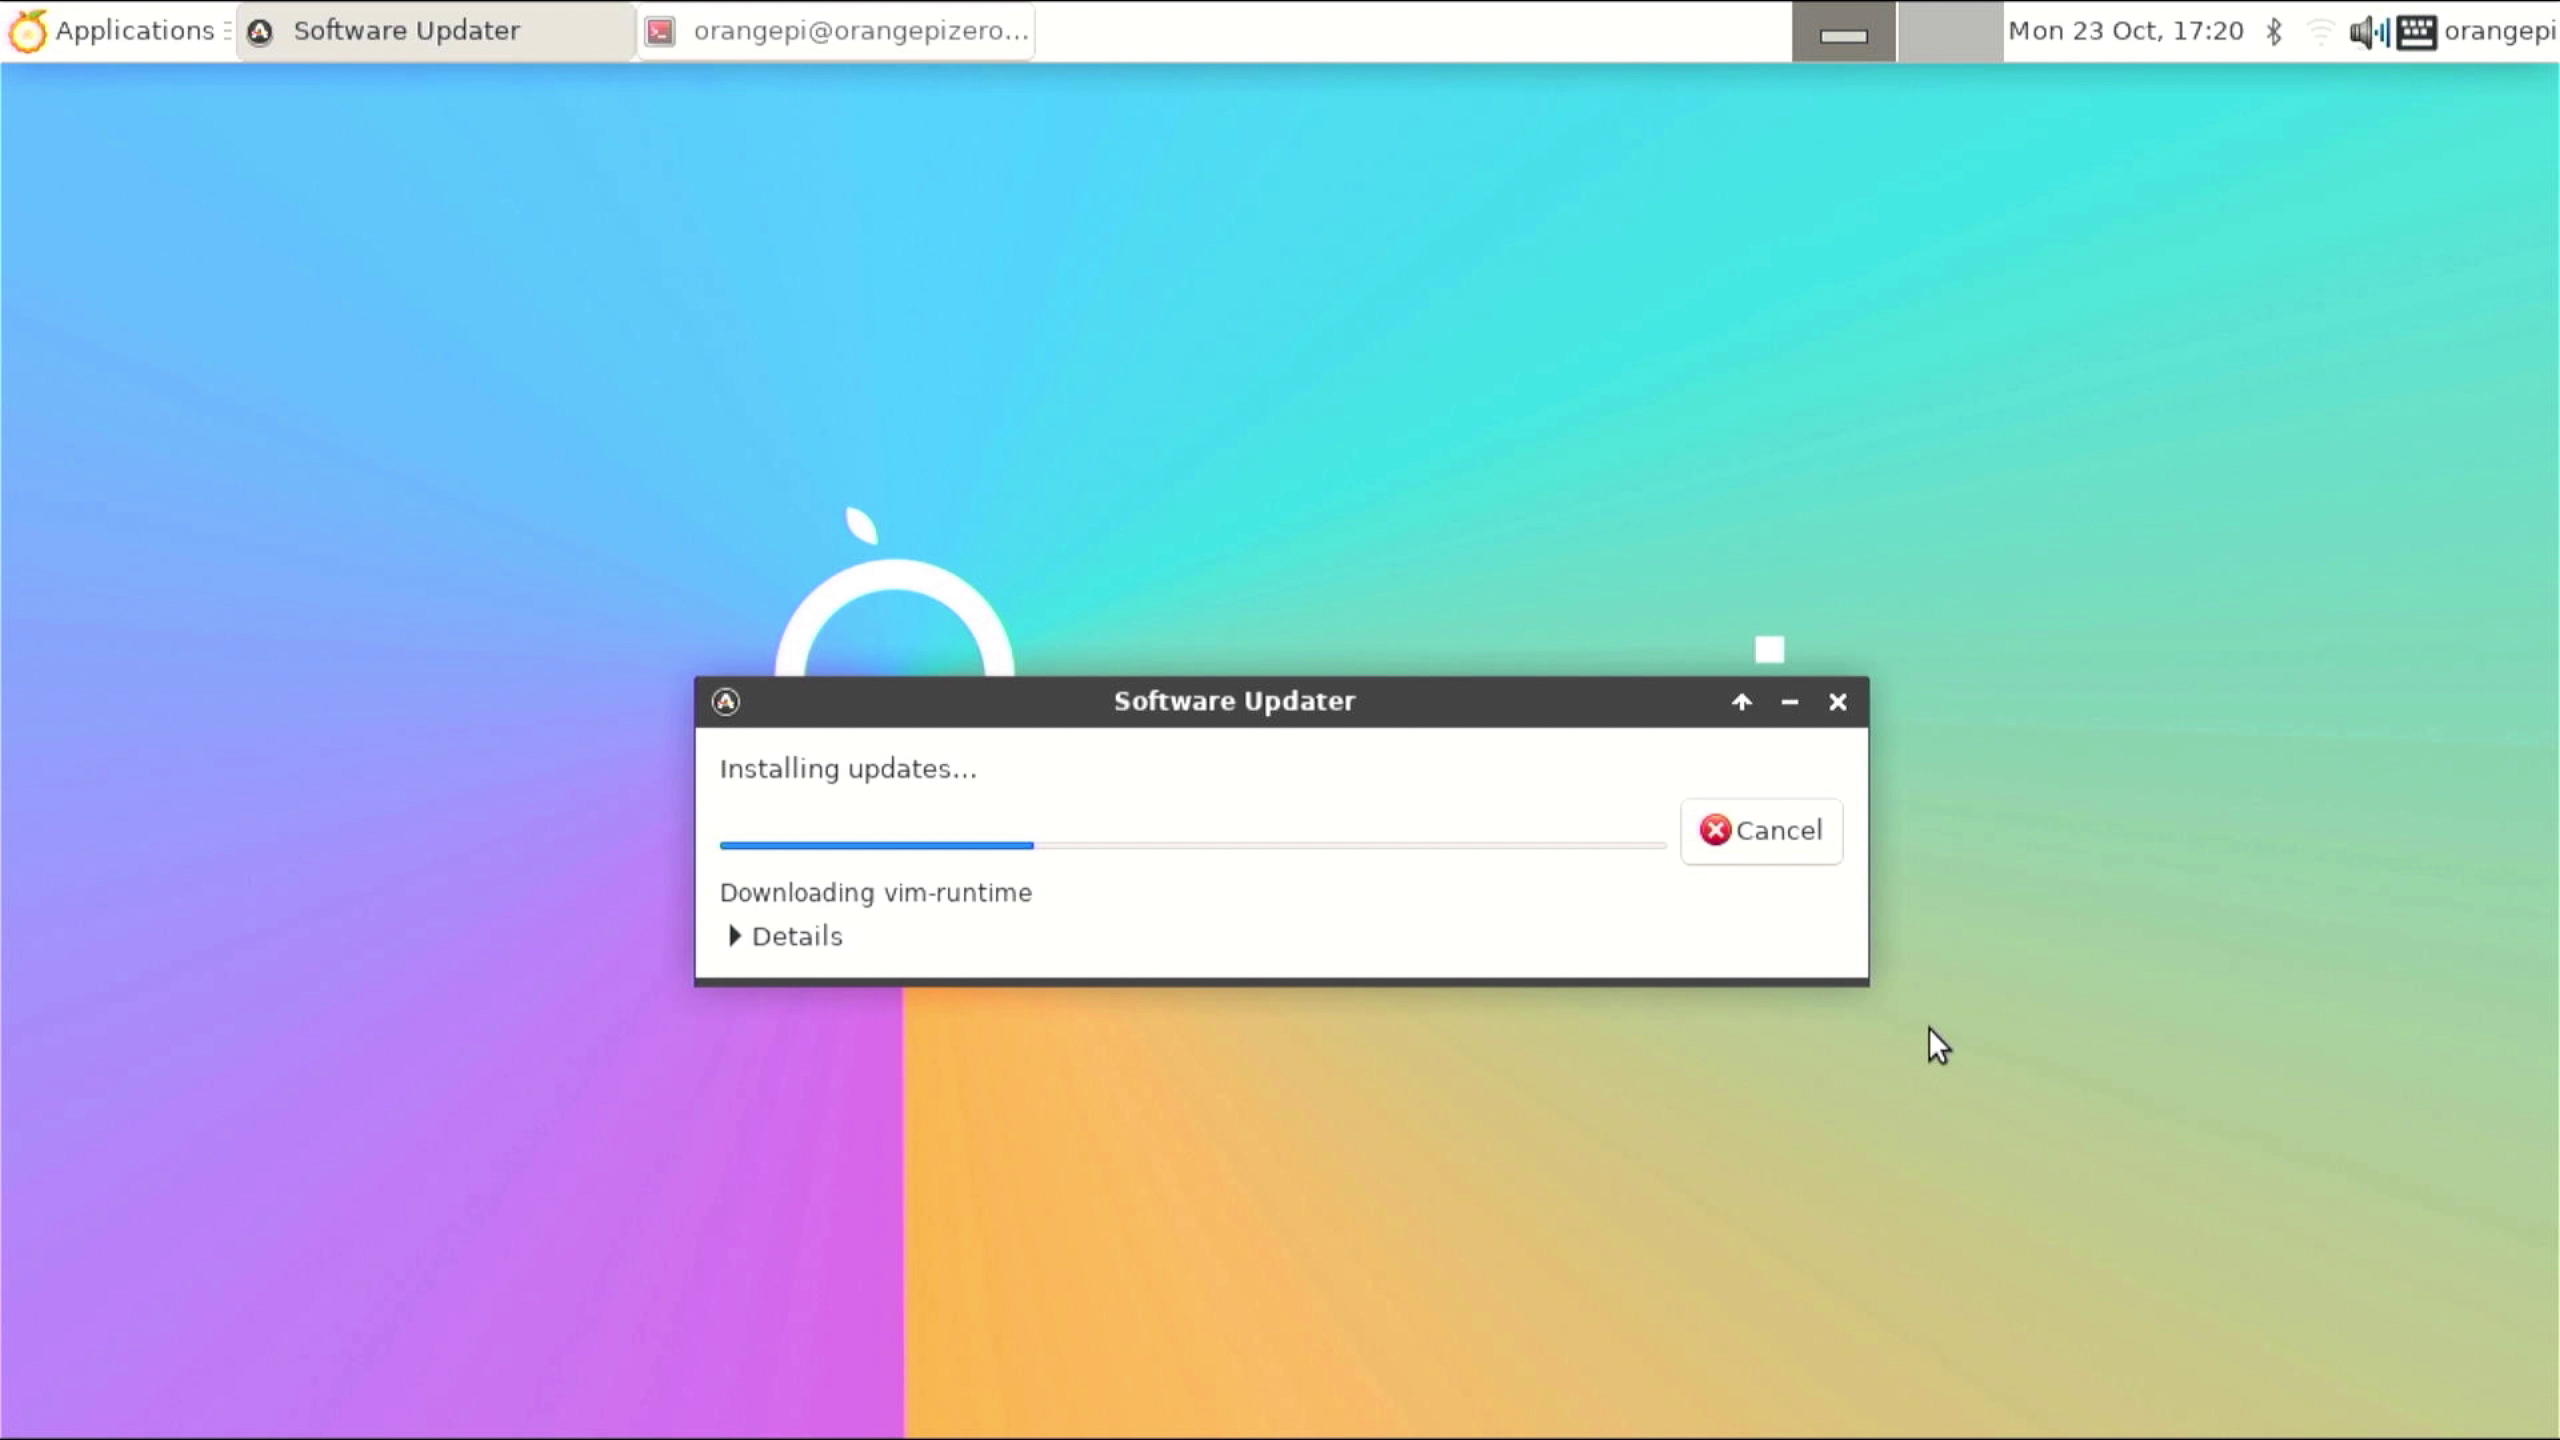 Applications
Software Updater
orangepi@orangepizero...
Mon 23 Oct, 17:20
orangepi
Software Updater
Installing updates...
Cancel
Downloading vim-runtime
Details